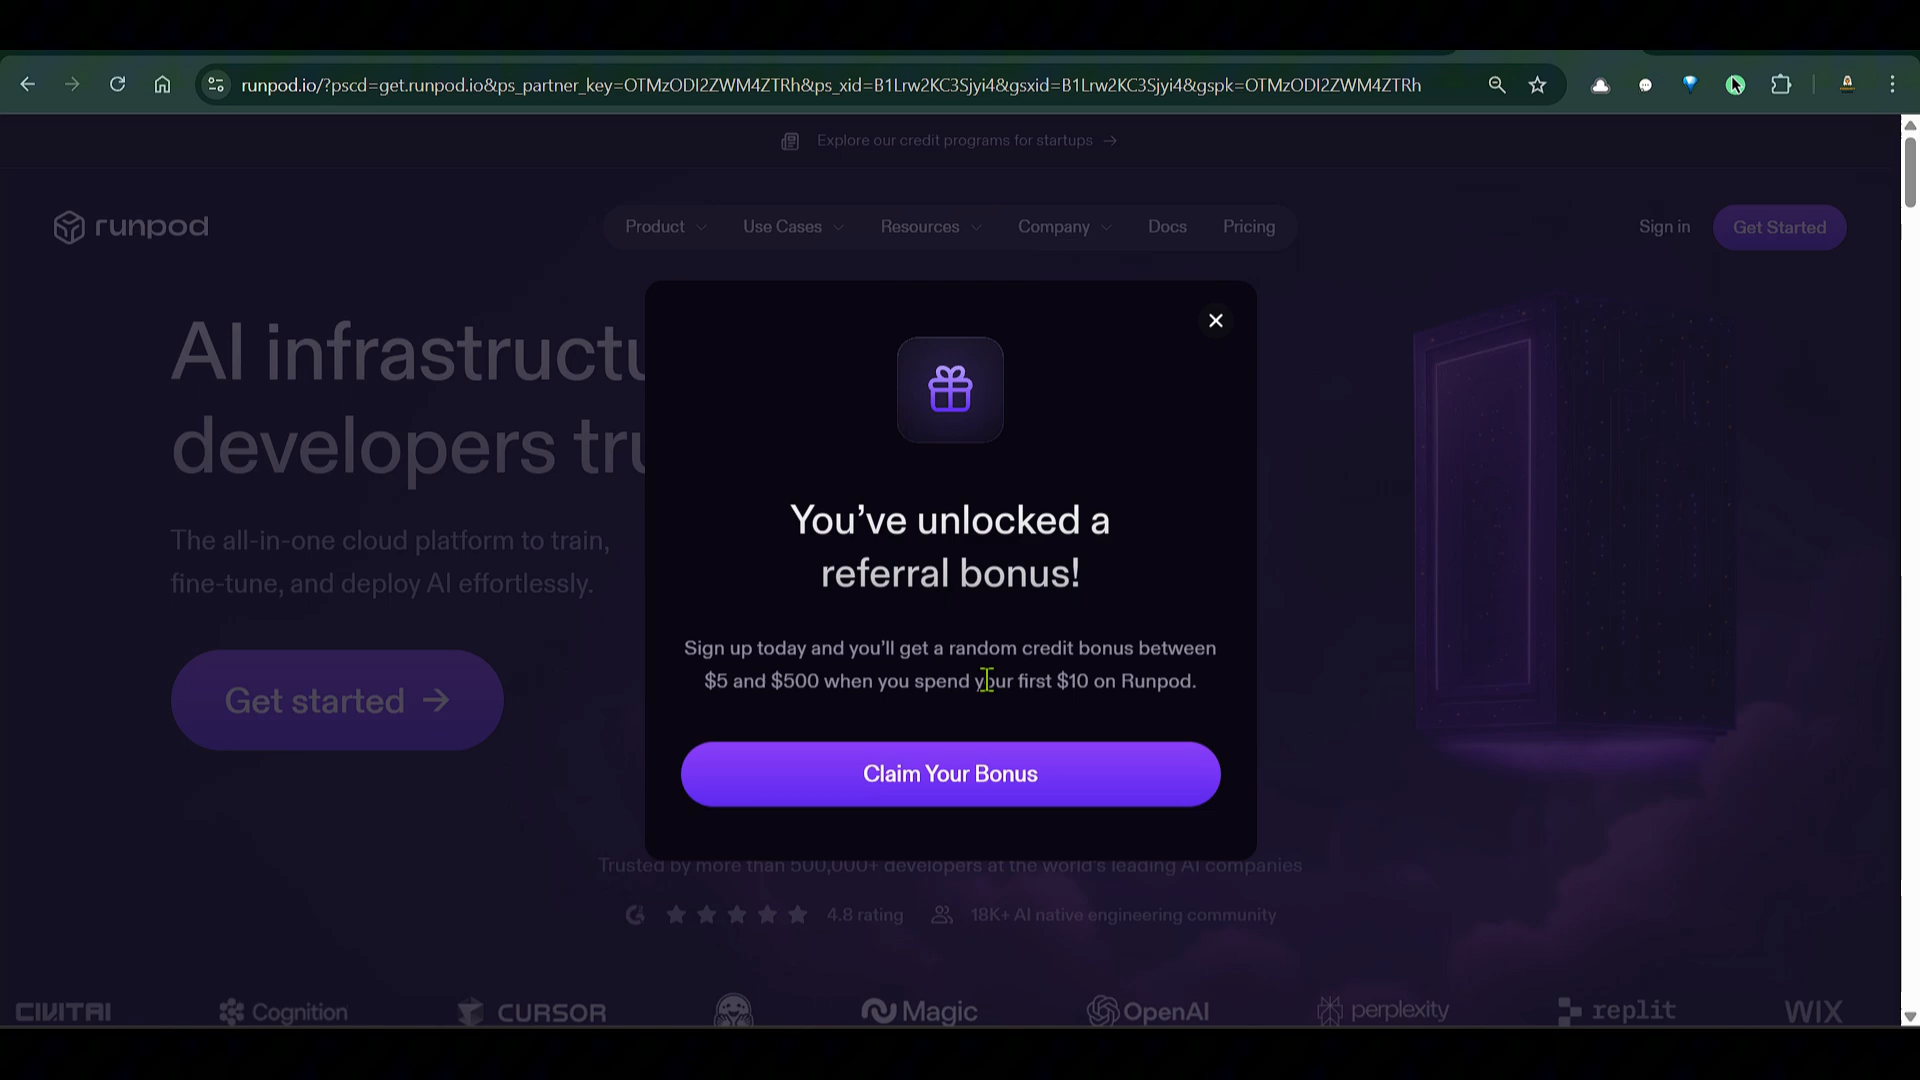 runpod.io/?pscd=get.runpod.io&ps_partner_key=OTMzODI2ZWM4ZTRh&ps_xid=B1Lrw2KC3Sjyi4&gsxid=B1Lrw2KC3Sjyi4&gspk=OTMzODI2ZWM4ZTRh
Explore our credit programs for startups →
runpod
Product
Use Cases
Resources
Company
Docs
Pricing
Sign in
Get Started
AI infrastructu
developers tru
The all-in-one cloud platform to train,
fine-tune, and deploy AI effortlessly.
Get started →
You've unlocked a
referral bonus!
Sign up today and you'll get a random credit bonus between
$5 and $500 when you spend your first $10 on Runpod.
Claim Your Bonus
Trusted by more than 500,000+ developers at the world's leading AI companies
4.8 rating
18K+ AI native engineering community
CIVITAI
Cognition
CURSOR
Magic
OpenAI
perplexity
replit
WIX